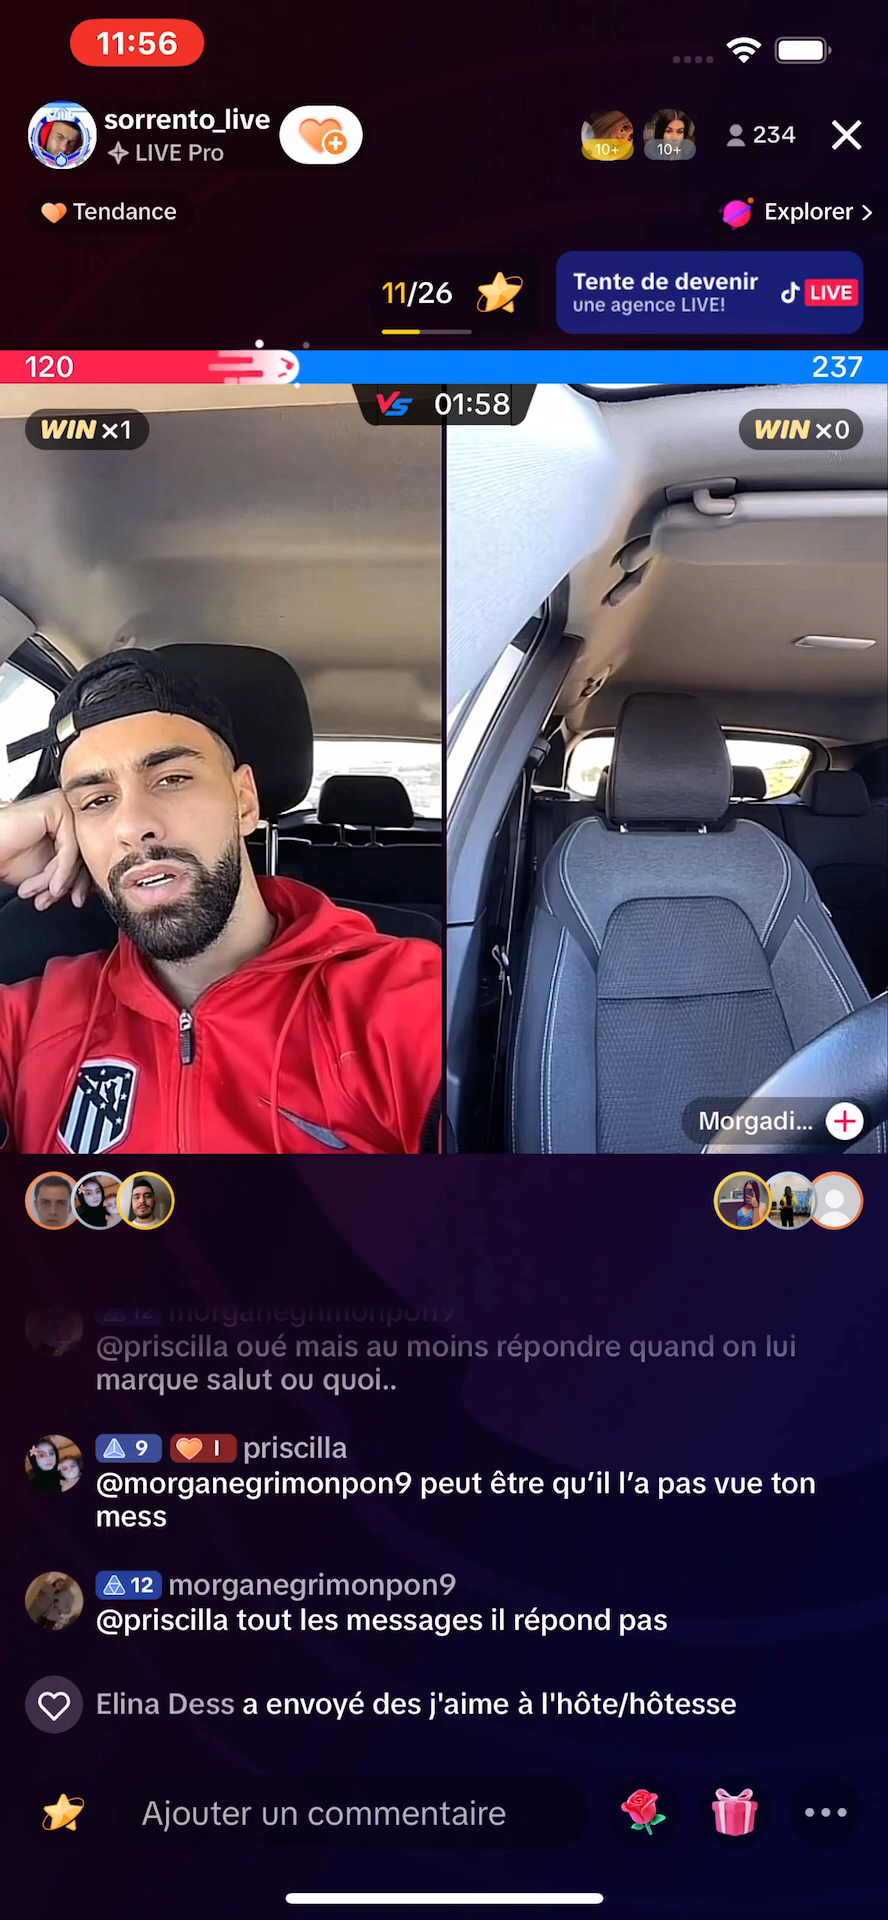 11:56
sorrento_live
LIVE Pro
10+
10+
234
Tendance
Explorer
11/26
Tente de devenir
une agence LIVE!
LIVE
120
237
VS 01:58
WIN x1
WIN x0
Morgadi...
12 morganegrimonpon9
@priscilla oué mais au moins répondre quand on lui
marque salut ou quoi..
9 I priscilla
@morganegrimonpon9 peut être qu’il l’a pas vue ton
mess
12 morganegrimonpon9
@priscilla tout les messages il répond pas
Elina Dess a envoyé des j'aime à l'hôte/hôtesse
Ajouter un commentaire